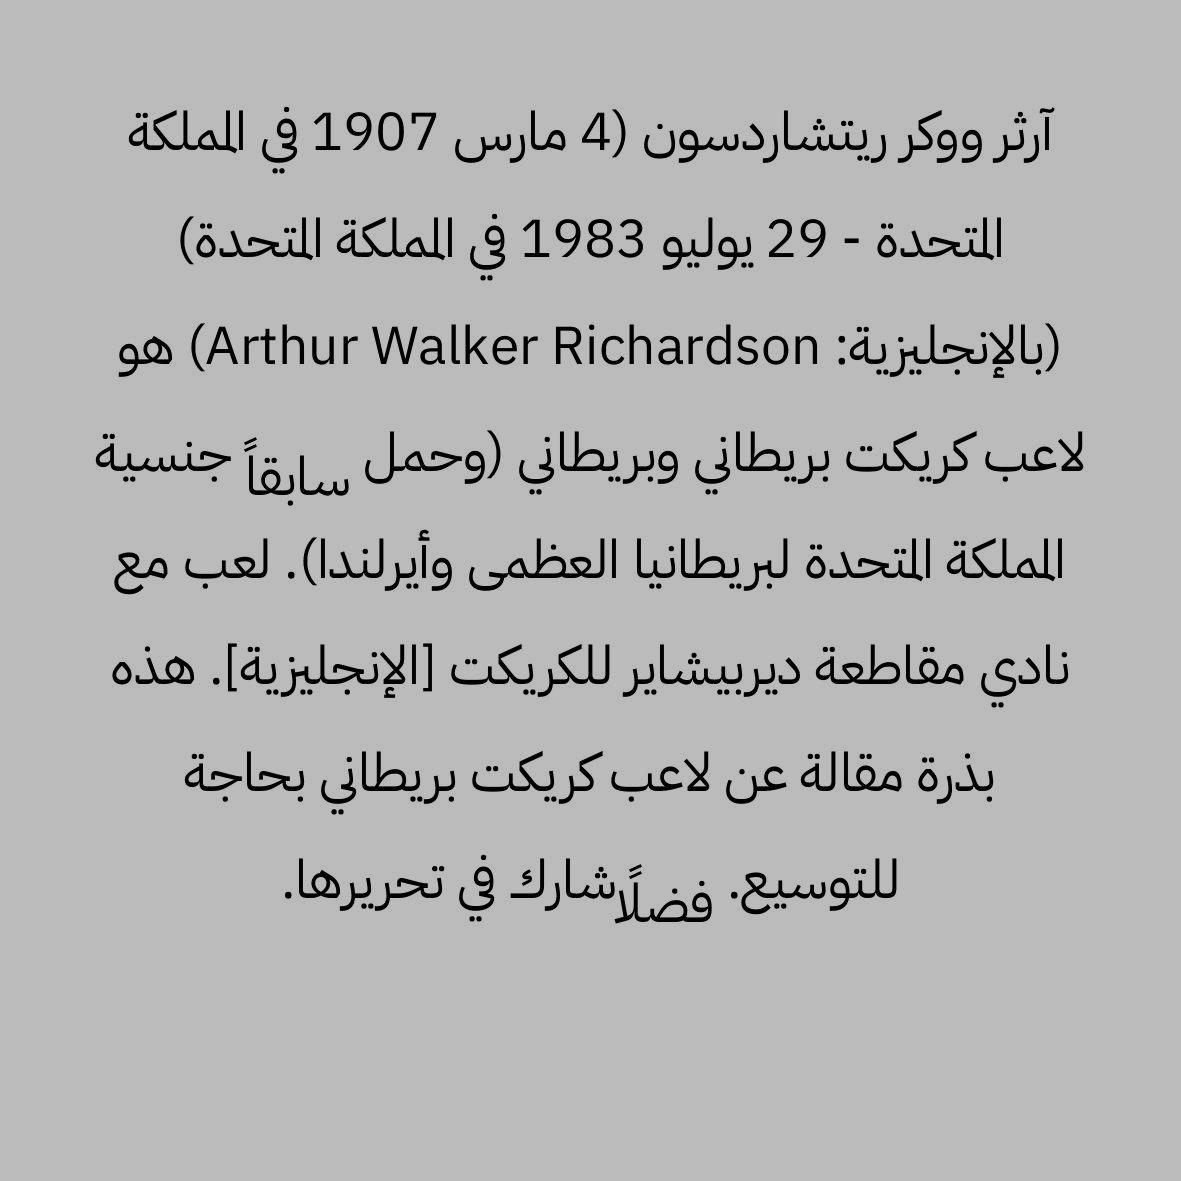 آرثر ووكر ريتشاردسون (4 مارس 1907 في المملكة
المتحدة - 29 يوليو 1983 في المملكة المتحدة)
(بالإنجليزية: Arthur Walker Richardson) هو
لاعب كريكت بريطاني وبريطاني (وحمل سابقاً جنسية
المملكة المتحدة لبريطانيا العظمى وأيرلندا). لعب مع
نادي مقاطعة ديربيشاير للكريكت [الإنجليزية]. هذه
بذرة مقالة عن لاعب كريكت بريطاني بحاجة
للتوسيع. فضلًا شارك في تحريرها.